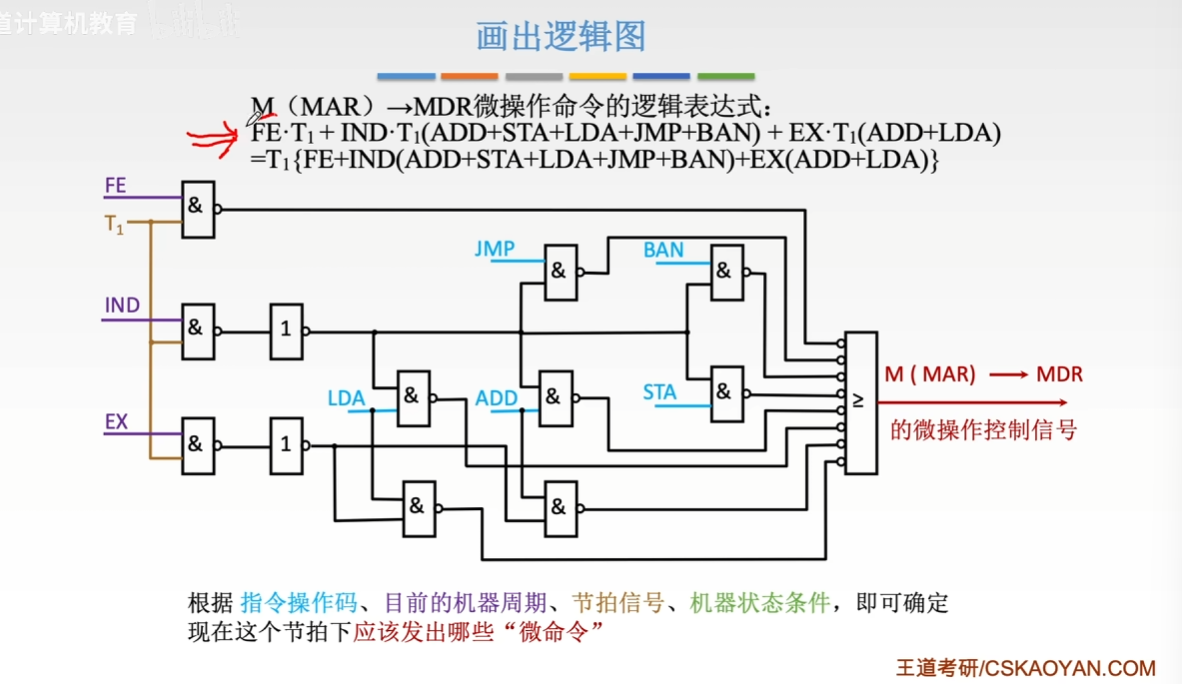 道计算机教育
画出逻辑图
M（MAR）→MDR微操作命令的逻辑表达式：
FE·T₁ + IND·T₁(ADD+STA+LDA+JMP+BAN) + EX·T₁(ADD+LDA)
=T₁{FE+IND(ADD+STA+LDA+JMP+BAN)+EX(ADD+LDA)}
FE
&
T₁
JMP
&
BAN
&
IND
&
1
LDA
&
ADD
&
STA
&
≥
M ( MAR) → MDR
的微操作控制信号
EX
&
1
&
&
根据 指令操作码、目前的机器周期、节拍信号、机器状态条件，即可确定
现在这个节拍下应该发出哪些“微命令”
王道考研/CSKAOYAN.COM